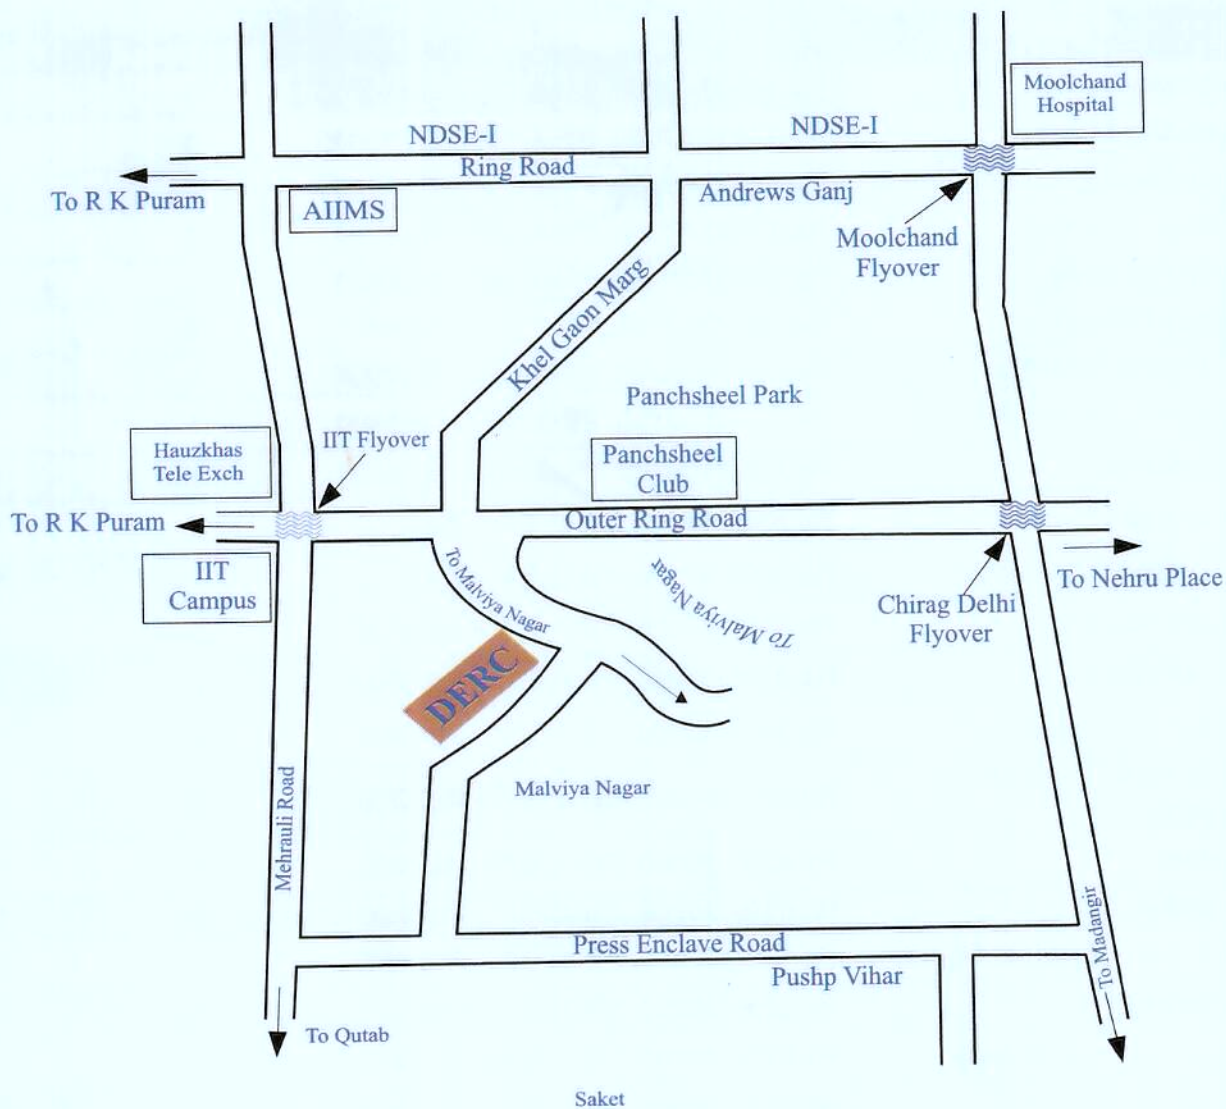 Moolchand
Hospital
NDSE-I
NDSE-I
Ring Road
To R K Puram
AIIMS
Andrews Ganj
Moolchand
Flyover
Khel Gaon Marg
Panchsheel Park
Hauzkhas
Tele Exch
IIT Flyover
Panchsheel
Club
To R K Puram
Outer Ring Road
IIT
Campus
To Malviya Nagar
To Malviya Nagar
To Nehru Place
Chirag Delhi
Flyover
DERC
Malviya Nagar
Mehrauli Road
Press Enclave Road
To Madangir
Pushp Vihar
To Qutab
Saket